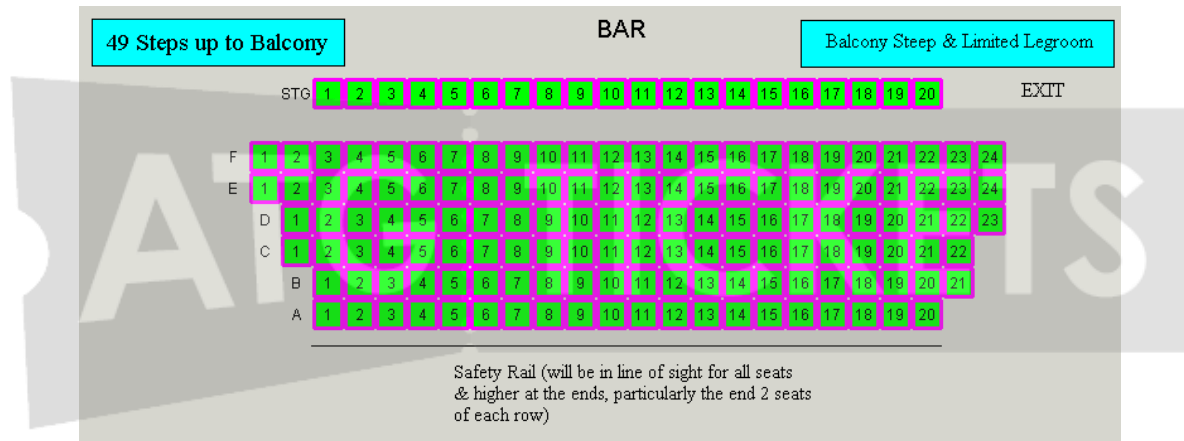 BAR
49 Steps up to Balcony
Balcony Steep & Limited Legroom
STG 1 2 3 4 5 6 7 8 9 10 11 12 13 14 15 16 17 18 19 20
EXIT
F 1 2 3 4 5 6 7 8 9 10 11 12 13 14 15 16 17 18 19 20 21 22 23 24
E 1 2 3 4 5 6 7 8 9 10 11 12 13 14 15 16 17 18 19 20 21 22 23 24
D 1 2 3 4 5 6 7 8 9 10 11 12 13 14 15 16 17 18 19 20 21 22 23
C 1 2 3 4 5 6 7 8 9 10 11 12 13 14 15 16 17 18 19 20 21 22
B 1 2 3 4 5 6 7 8 9 10 11 12 13 14 15 16 17 18 19 20 21
A 1 2 3 4 5 6 7 8 9 10 11 12 13 14 15 16 17 18 19 20
ATG TICKETS
Safety Rail (will be in line of sight for all seats
& higher at the ends, particularly the end 2 seats
of each row)